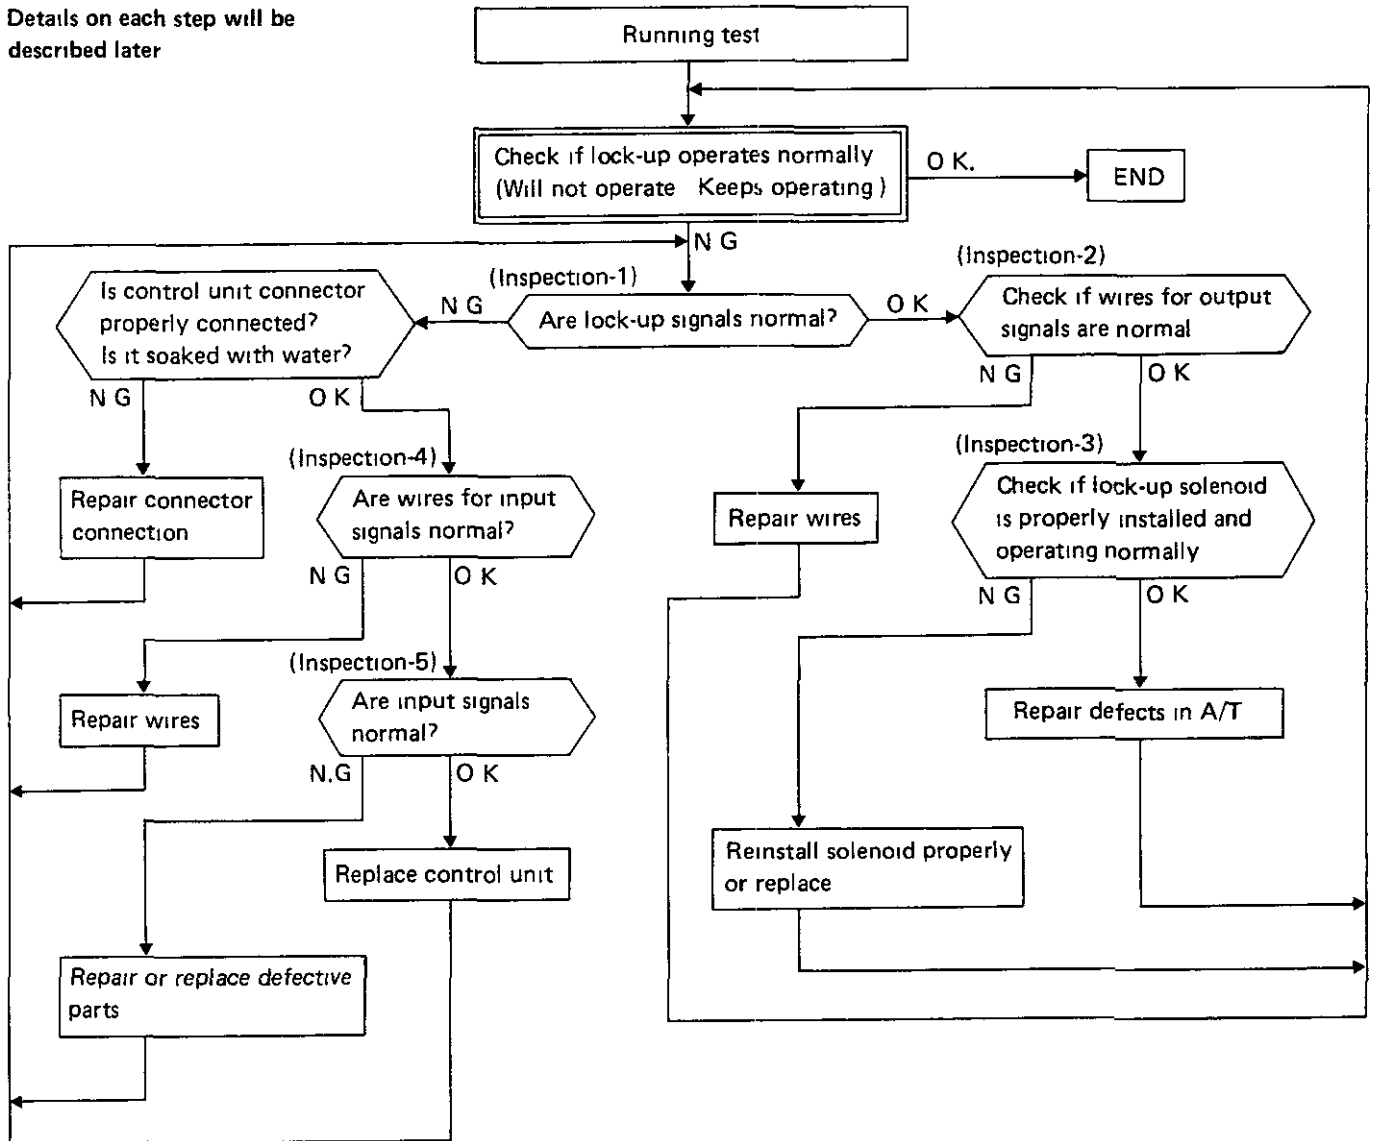 Details on each step will be
described later
Running test
Check if lock-up operates normally
(Will not operate Keeps operating )
O K.
END
N G
(Inspection-1)
Are lock-up signals normal?
N G
O K
Is control unit connector
properly connected?
Is it soaked with water?
N G
O K
Repair connector
connection
(Inspection-4)
Are wires for input
signals normal?
N G
O K
Repair wires
(Inspection-5)
Are input signals
normal?
N.G
O K
Replace control unit
Repair or replace defective
parts
(Inspection-2)
Check if wires for output
signals are normal
N G
O K
Repair wires
(Inspection-3)
Check if lock-up solenoid
is properly installed and
operating normally
N G
O K
Repair defects in A/T
Reinstall solenoid properly
or replace